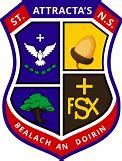 ST. ATTRACTA'S N.S
FSX
BEALACH AN DOIRIN